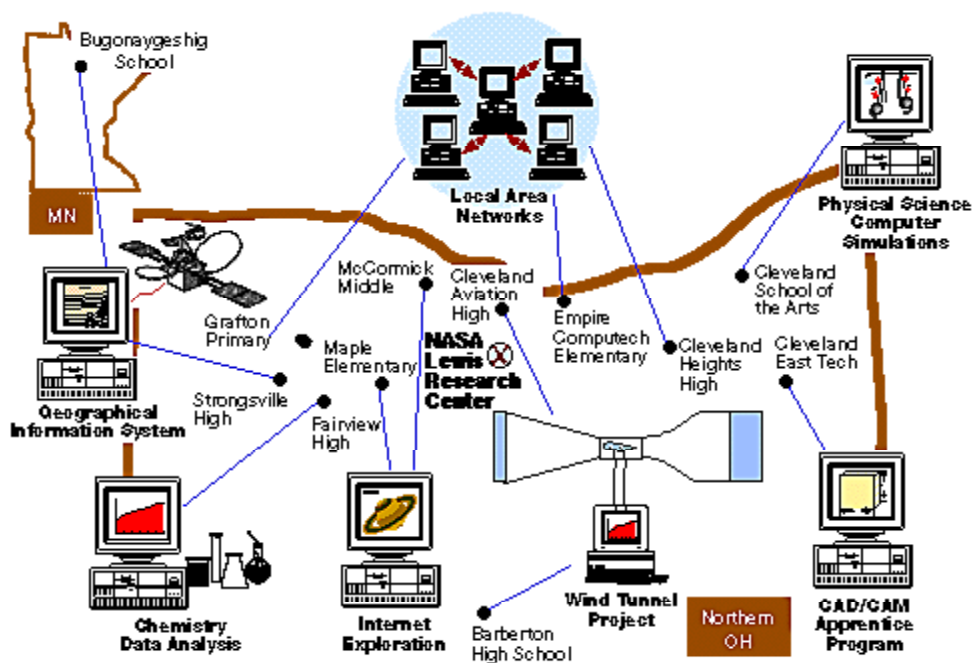 Bugonaygeshig
School
MN
Local Area
Networks
Physical Science
Computer
Simulations
McCormick
Middle
Cleveland
Aviation
High
Cleveland
School of
the Arts
Grafton
Primary
Maple
Elementary
NASA
Lewis
Research
Center
Empire
Computech
Elementary
Cleveland
Heights
High
Cleveland
East Tech
Geographical
Information System
Strongsville
High
Fairview
High
Chemistry
Data Analysis
Internet
Exploration
Barberton
High School
Wind Tunnel
Project
Northern
OH
CAD/CAM
Apprentice
Program